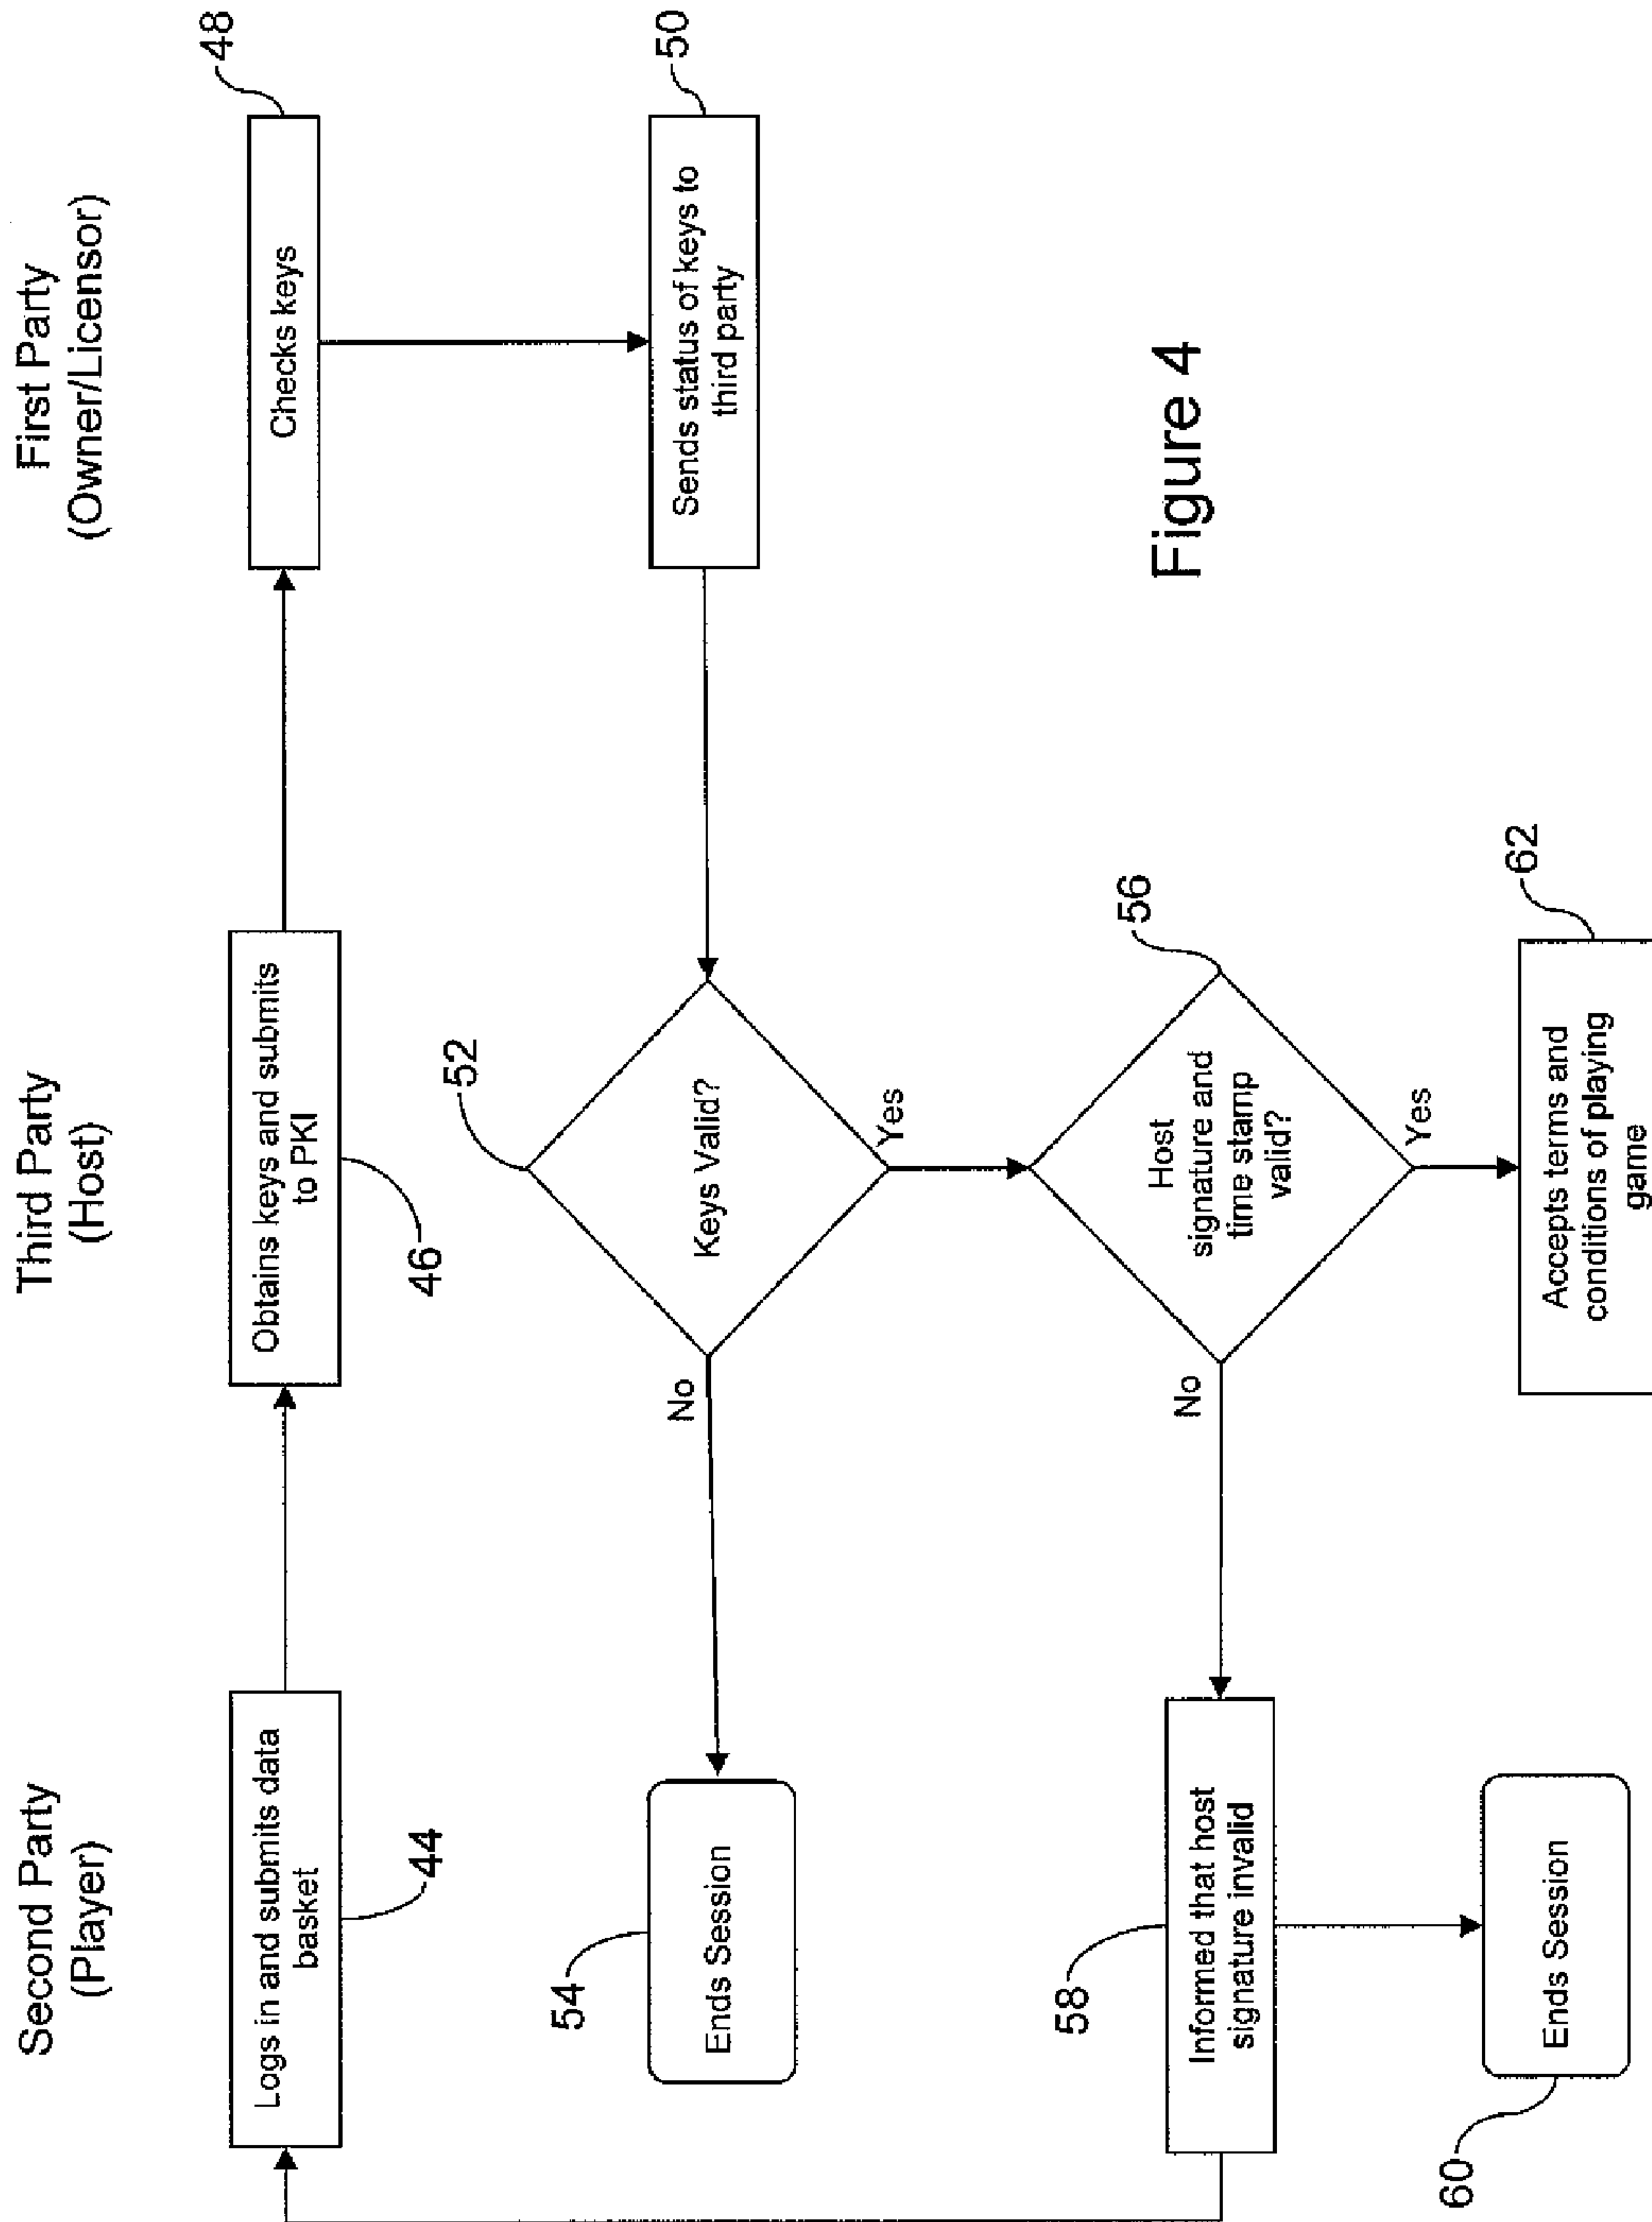 Second Party
(Player)
Third Party
(Host)
First Party
(Owner/Licensor)
Logs in and submits data
basket
44
Obtains keys and submits
to PKI
46
Checks keys
48
Sends status of keys to
third party
50
Keys Valid?
52
No
Yes
Ends Session
54
Host
signature and
time stamp
valid?
56
No
Yes
Informed that host
signature invalid
58
Ends Session
60
Accepts terms and
conditions of playing
game
62
Figure 4